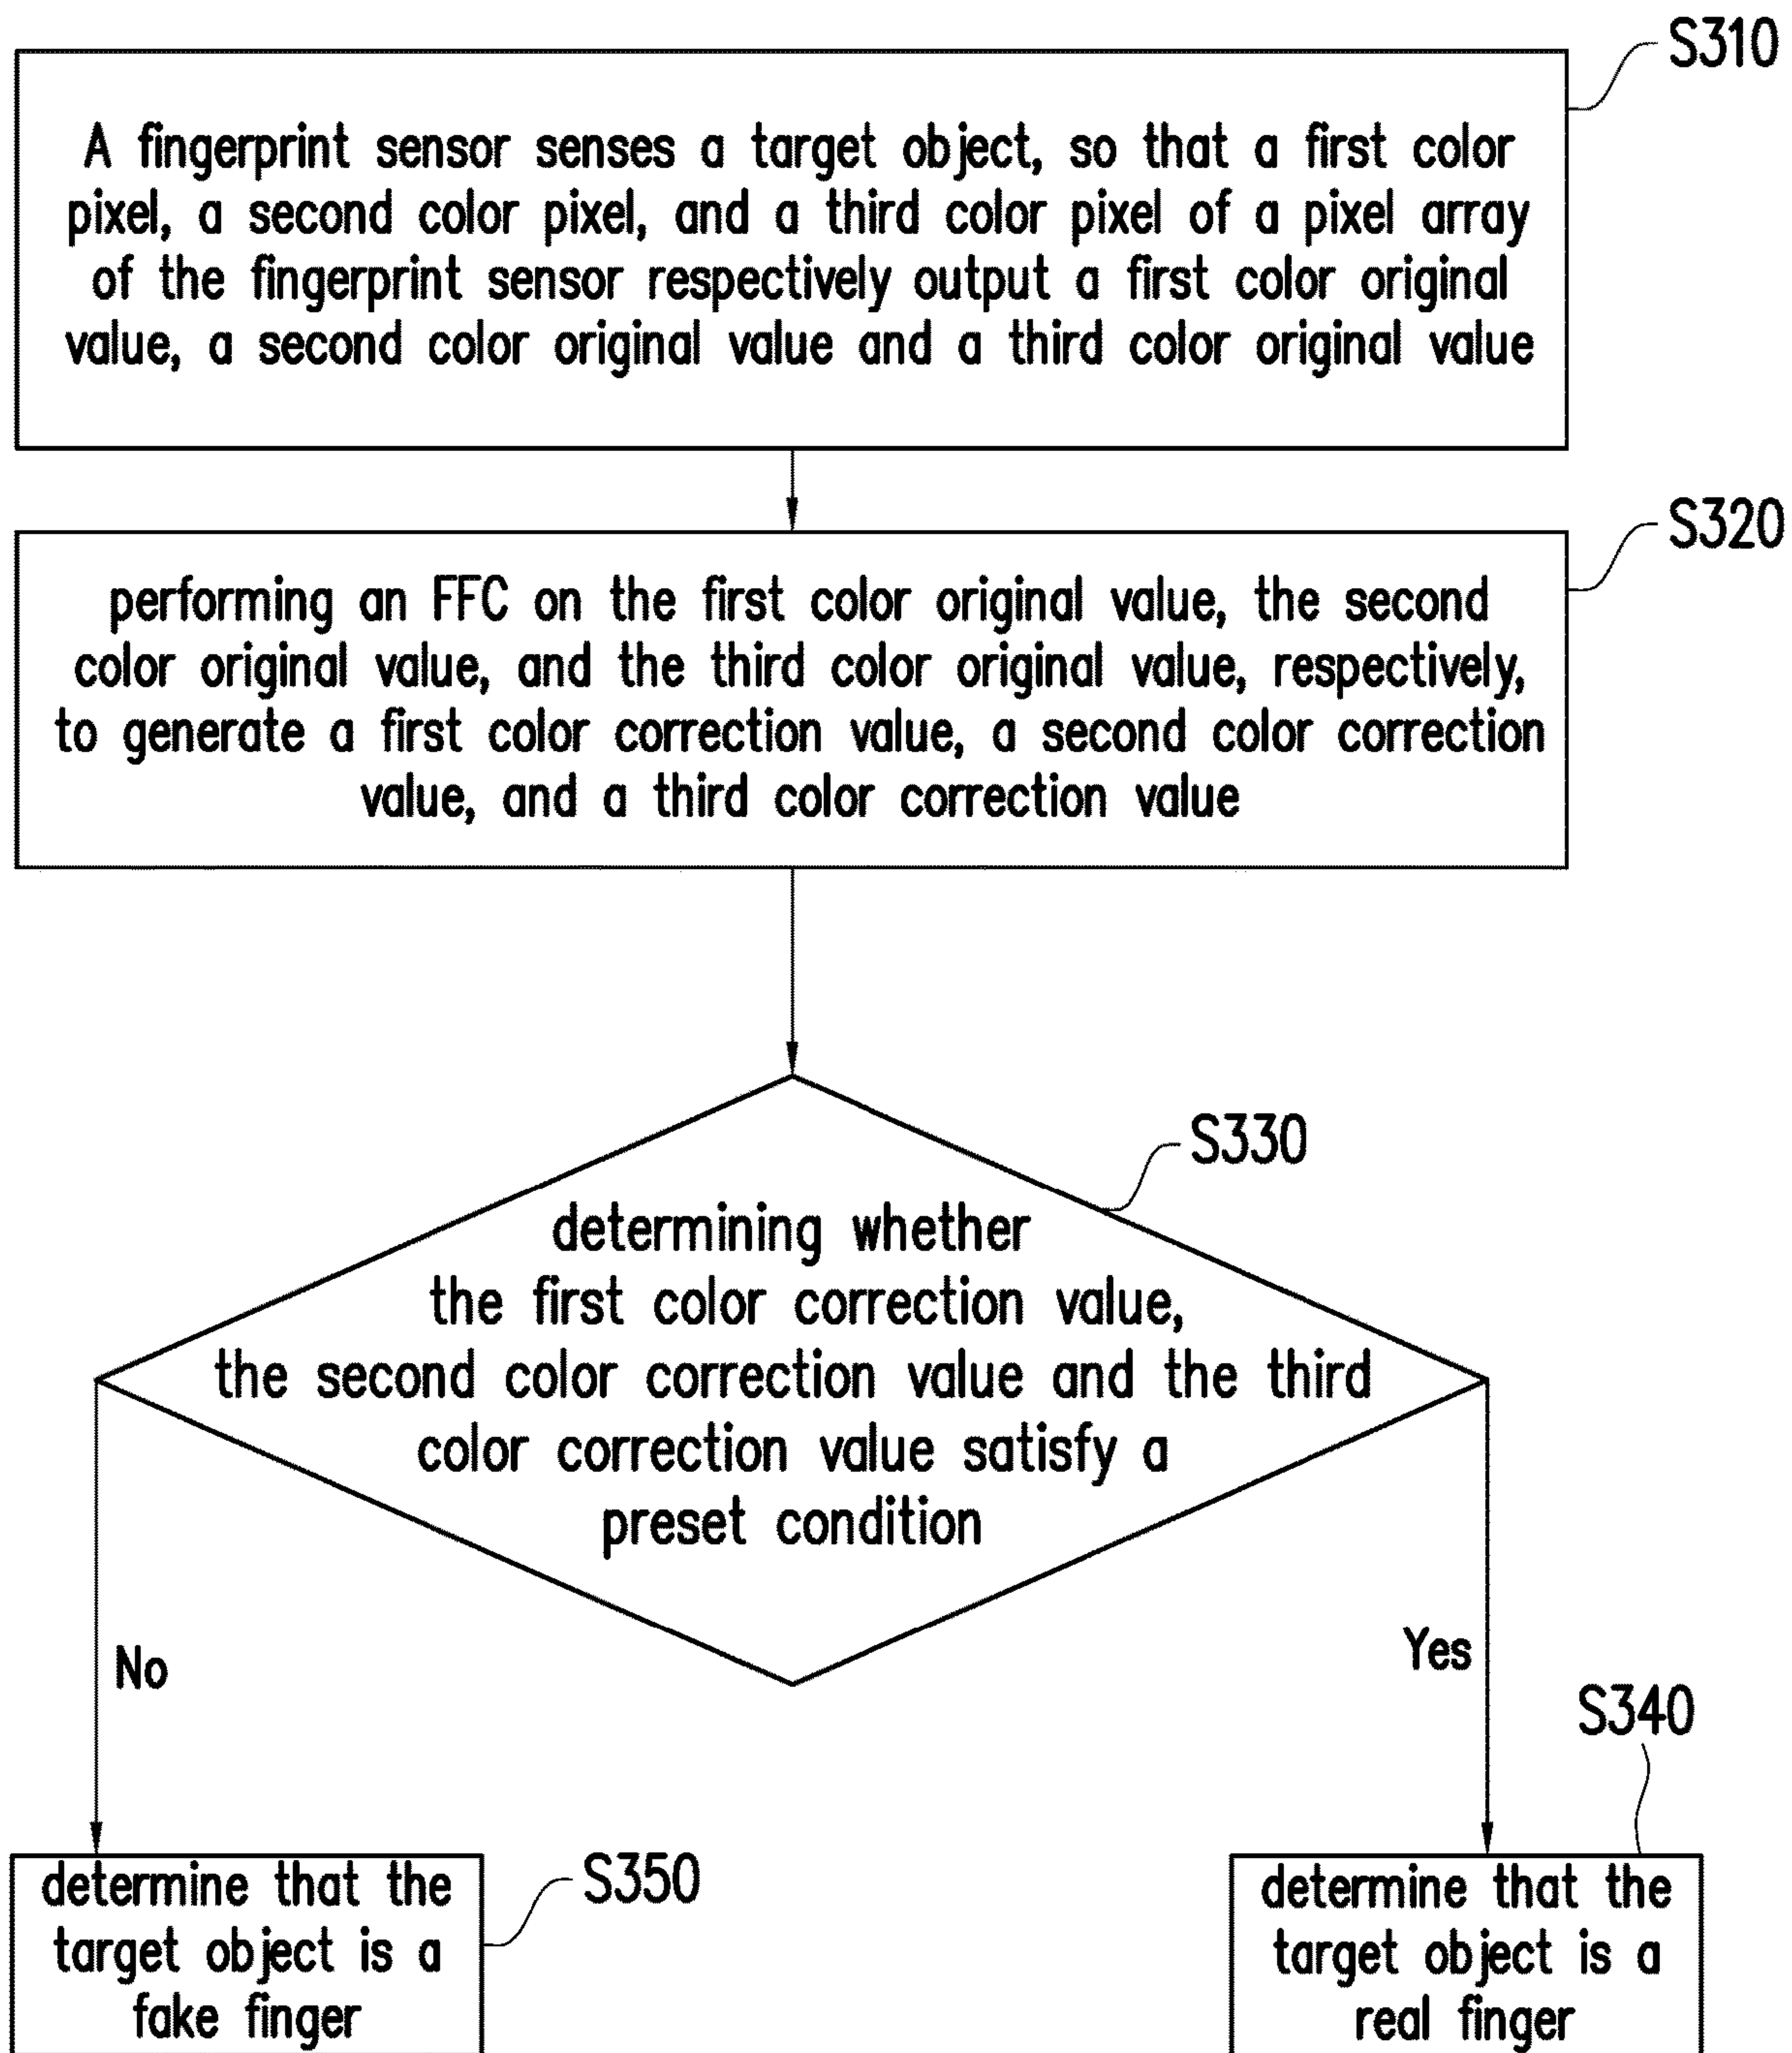 S310
A fingerprint sensor senses a target object, so that a first color
pixel, a second color pixel, and a third color pixel of a pixel array
of the fingerprint sensor respectively output a first color original
value, a second color original value and a third color original value
S320
performing an FFC on the first color original value, the second
color original value, and the third color original value, respectively,
to generate a first color correction value, a second color correction
value, and a third color correction value
S330
determining whether
the first color correction value,
the second color correction value and the third
color correction value satisfy a
preset condition
No
Yes
S340
S350
determine that the
target object is a
fake finger
determine that the
target object is a
real finger